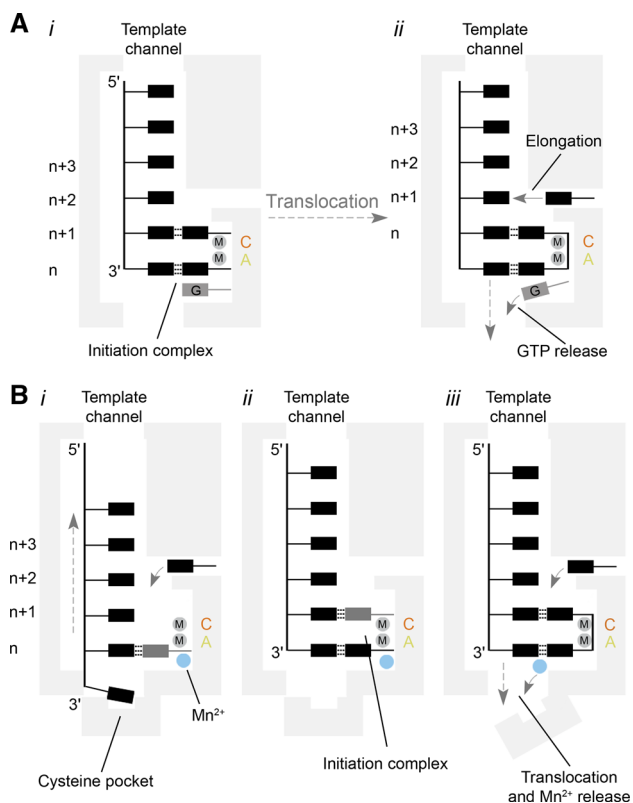 A
i
Template
channel
5'
n+3
n+2
n+1
n
3'
M
M
C
A
G
Initiation complex
Translocation
ii
Template
channel
n+3
n+2
n+1
n
Elongation
M
M
C
A
G
GTP release
B
i
Template
channel
5'
n+3
n+2
n+1
n
3'
M
M
C
A
Mn²⁺
Cysteine pocket
ii
Template
channel
5'
3'
M
M
C
A
Initiation complex
iii
Template
channel
5'
3'
M
M
C
A
Translocation
and Mn²⁺ release